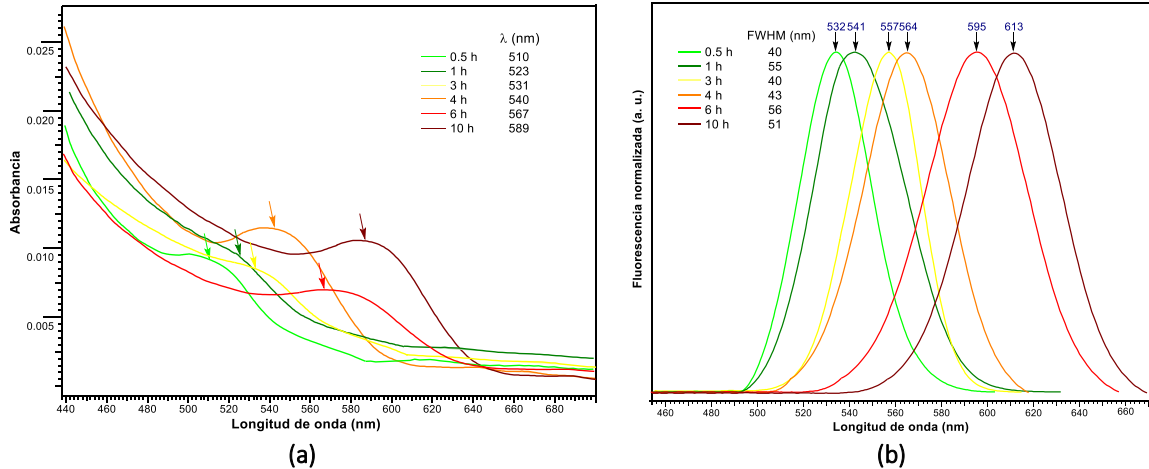 λ (nm)
0.5 h 510
1 h 523
3 h 531
4 h 540
6 h 567
10 h 589
0.025
0.020
0.015
0.010
0.005
Absorbancia
440 460 480 500 520 540 560 580 600 620 640 660 680
Longitud de onda (nm)
(a)
532 541 557 564 595 613
FWHM (nm)
0.5 h 40
1 h 55
3 h 40
4 h 43
6 h 56
10 h 51
Fluorescencia normalizada (a. u.)
460 480 500 520 540 560 580 600 620 640 660
Longitud de onda (nm)
(b)